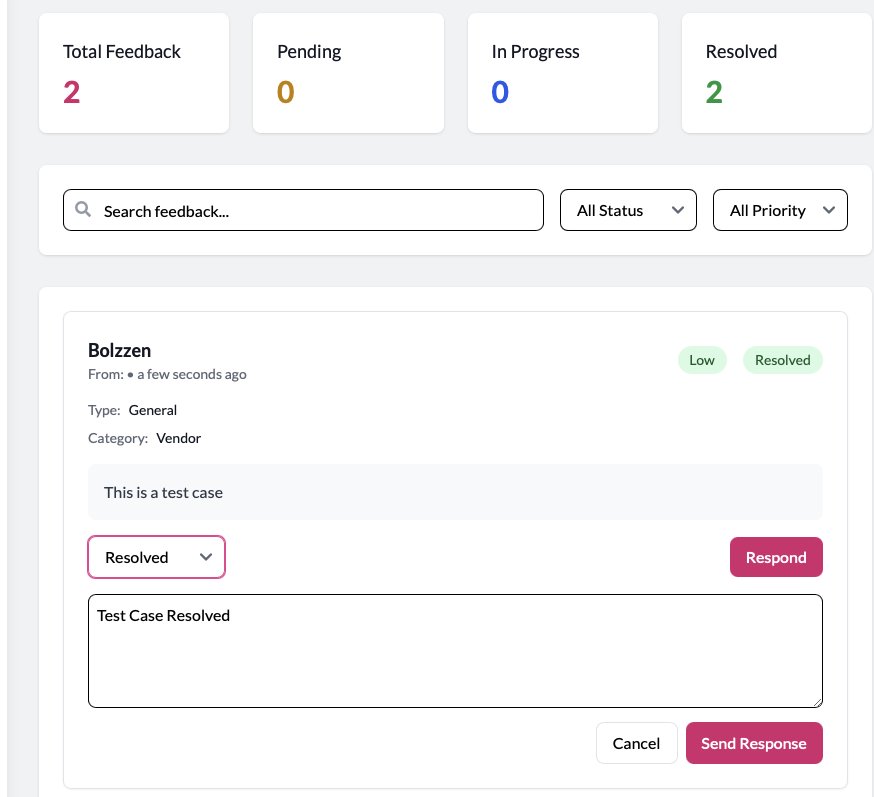 Total Feedback
2
Pending
0
In Progress
0
Resolved
2
Search feedback...
All Status
All Priority
Bolzzen
Low
Resolved
From: • a few seconds ago
Type: General
Category: Vendor
This is a test case
Resolved
Respond
Test Case Resolved
Cancel
Send Response